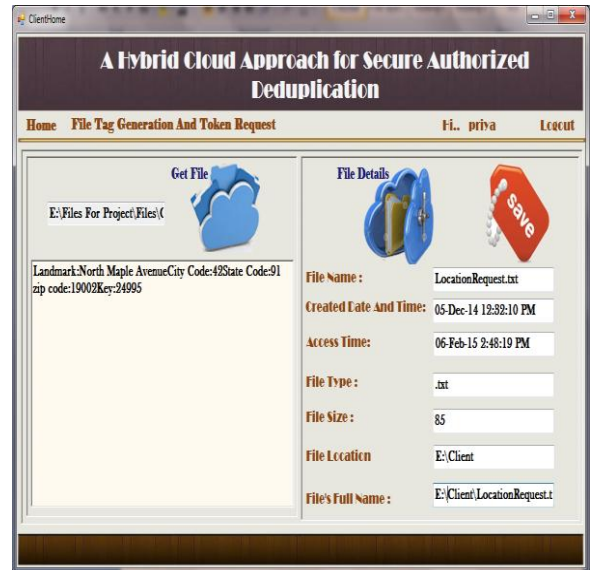 ClientHome
A Hybrid Cloud Approach for Secure Authorized
Deduplication
Home File Tag Generation And Token Request Hi.. priya Logout
Get File
E:\Files For Project\Files\(
Landmark:North Maple AvenueCity Code:42State Code:91
zip code:19002Key:24995
File Details
save
File Name : LocationRequest.txt
Created Date And Time: 05-Dec-14 12:32:10 PM
Access Time: 06-Feb-15 2:48:19 PM
File Type : .txt
File Size : 85
File Location E:\Client
File's Full Name : E:\Client\LocationRequest.t